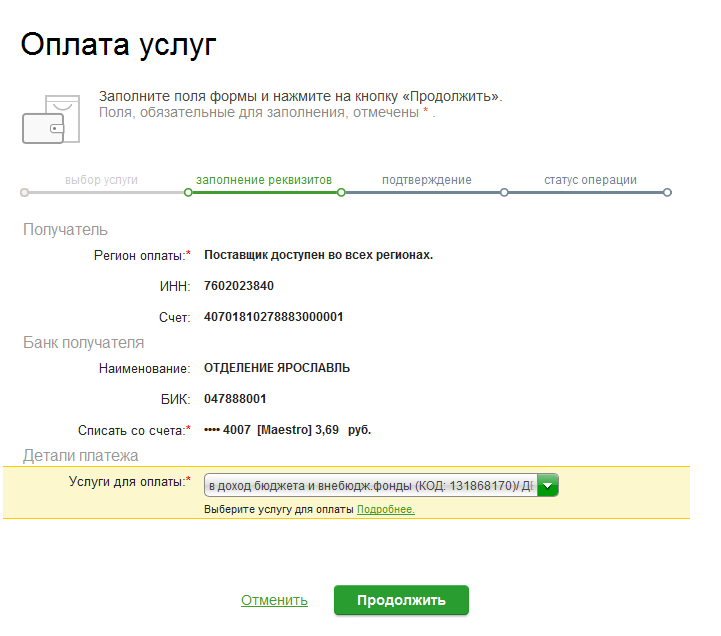 Оплата услуг
Заполните поля формы и нажмите на кнопку «Продолжить».
Поля, обязательные для заполнения, отмечены * .
выбор услуги заполнение реквизитов подтверждение статус операции
Получатель
Регион оплаты:* Поставщик доступен во всех регионах.
ИНН: 7602023840
Счет: 40701810278883000001
Банк получателя
Наименование: ОТДЕЛЕНИЕ ЯРОСЛАВЛЬ
БИК: 047888001
Списать со счета:* •••• 4007 [Maestro] 3,69 руб.
Детали платежа
Услуги для оплаты:* в доход бюджета и внебюдж.фонды (КОД: 131868170)/
Выберите услугу для оплаты Подробнее.
Отменить Продолжить